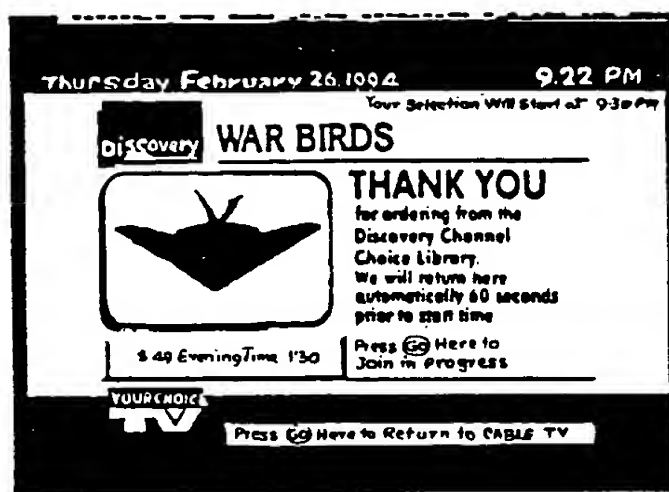 Thursday February 26,1994 9.22 PM
Your Selection Will Start at 9:30 PM
Discovery WAR BIRDS
THANK YOU
for ordering from the
Discovery Channel
Choice Library.
We will return here
automatically 60 seconds
prior to start time
$.49 Evening Time 1'30
Press Go Here to
Join in Progress
YOUR CHOICE
TV
Press Go Here to Return to CABLE TV